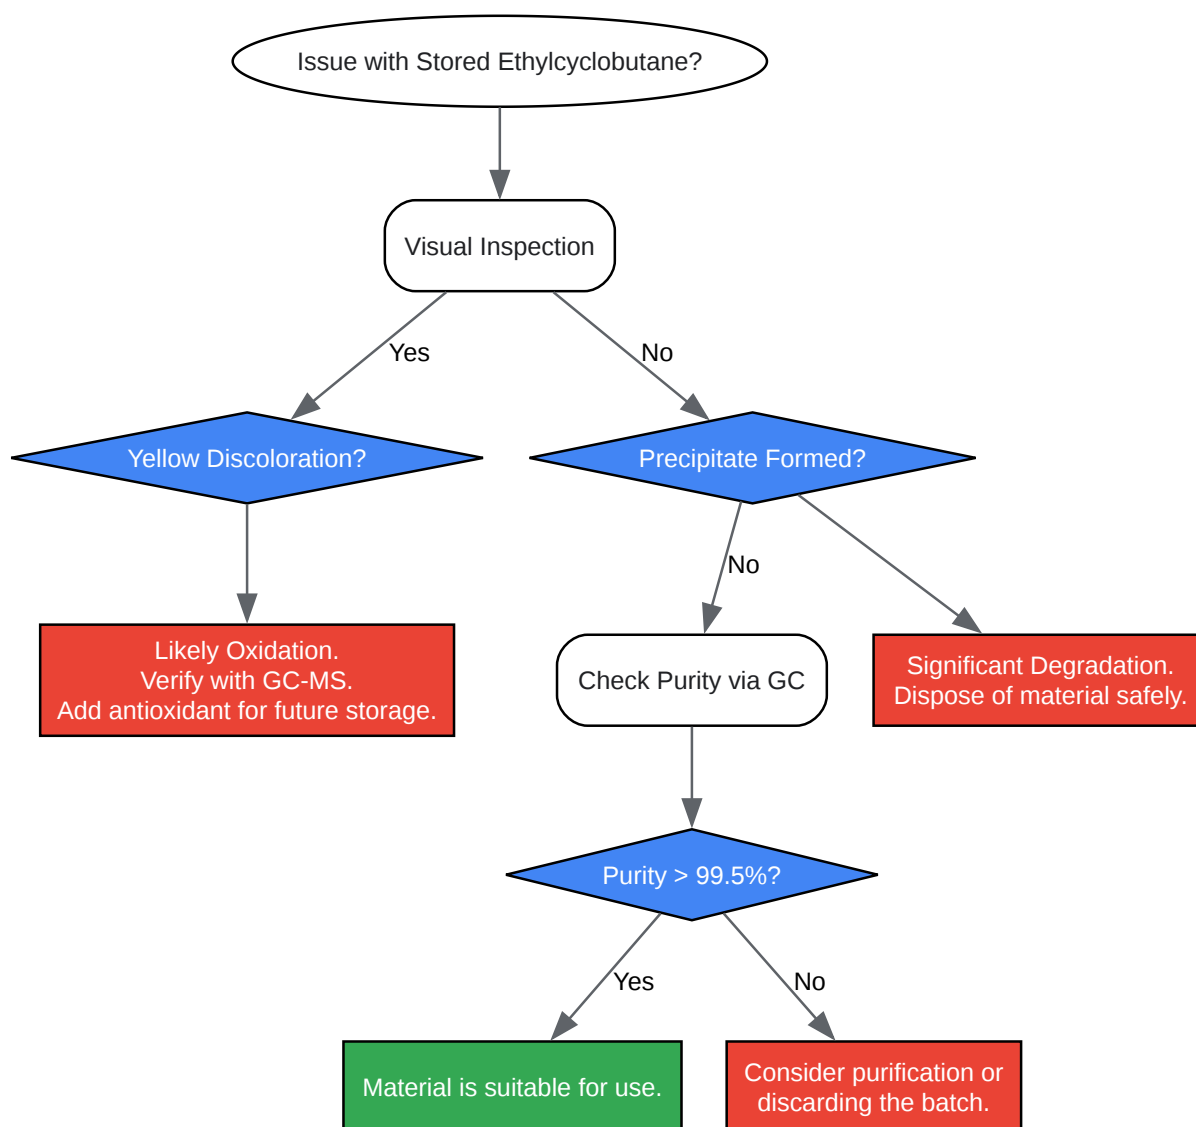 Issue with Stored Ethylcyclobutane?
Visual Inspection
Yes
No
Yellow Discoloration?
Precipitate Formed?
No
Likely Oxidation.
Verify with GC-MS.
Add antioxidant for future storage.
Check Purity via GC
Significant Degradation.
Dispose of material safely.
Purity > 99.5%?
Yes
No
Material is suitable for use.
Consider purification or
discarding the batch.